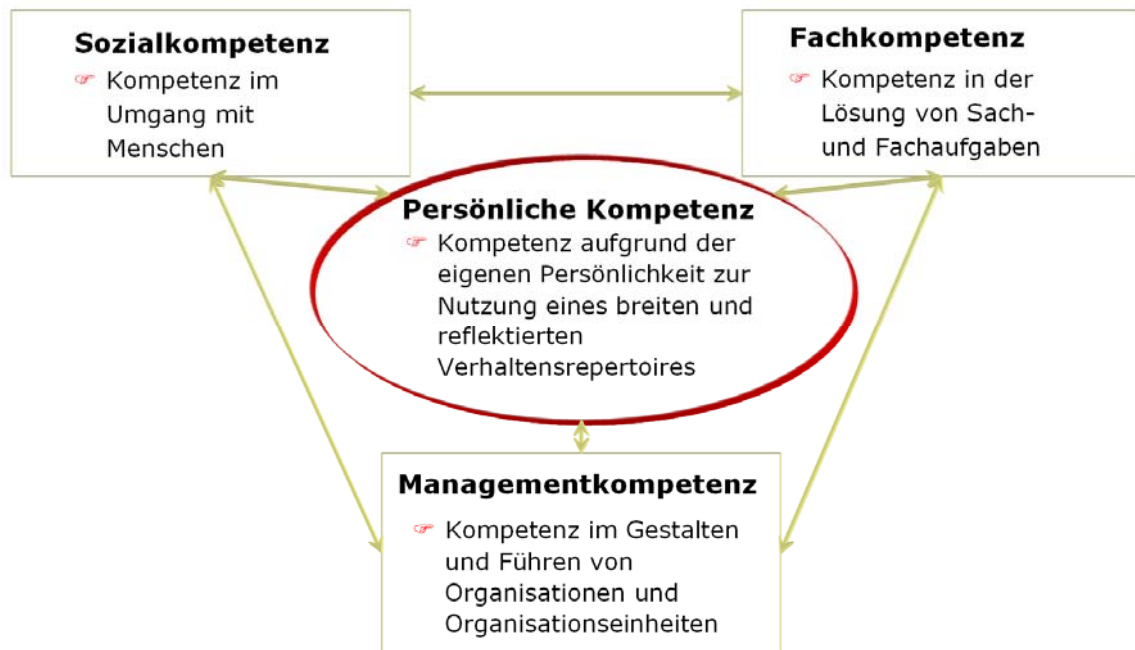 Sozialkompetenz
☞ Kompetenz im
Umgang mit
Menschen
Fachkompetenz
☞ Kompetenz in der
Lösung von Sach-
und Fachaufgaben
Persönliche Kompetenz
☞ Kompetenz aufgrund der
eigenen Persönlichkeit zur
Nutzung eines breiten und
reflektierten
Verhaltensrepertoires
Managementkompetenz
☞ Kompetenz im Gestalten
und Führen von
Organisationen und
Organisationseinheiten